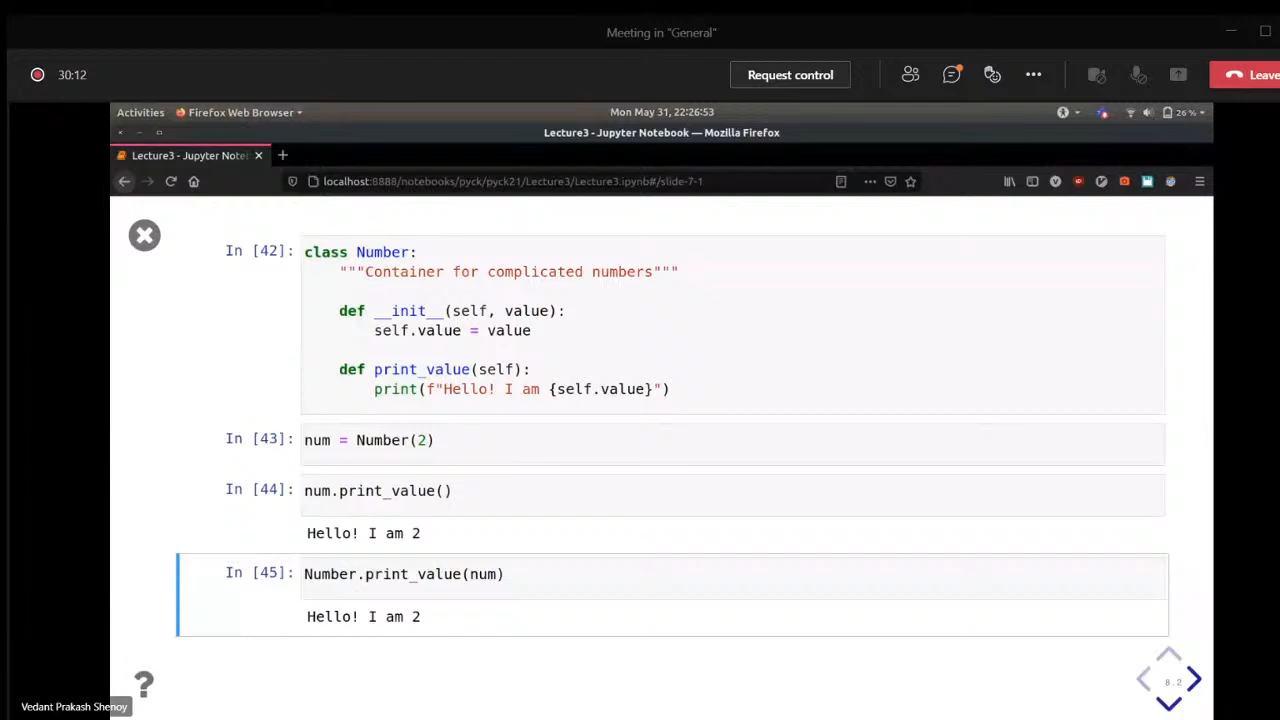 Meeting in "General"
30:12
Request control
Leave
Activities
Firefox Web Browser
Mon May 31, 22:26:53
26 %
Lecture3 - Jupyter Notebook — Mozilla Firefox
Lecture3 - Jupyter Note
localhost:8888/notebooks/pyck/pyck21/Lecture3/Lecture3.ipynb#/slide-7-1
In [42]: class Number:
"""Container for complicated numbers"""
def __init__(self, value):
self.value = value
def print_value(self):
print(f"Hello! I am {self.value}")
In [43]: num = Number(2)
In [44]: num.print_value()
Hello! I am 2
In [45]: Number.print_value(num)
Hello! I am 2
8.2
?
Vedant Prakash Shenoy